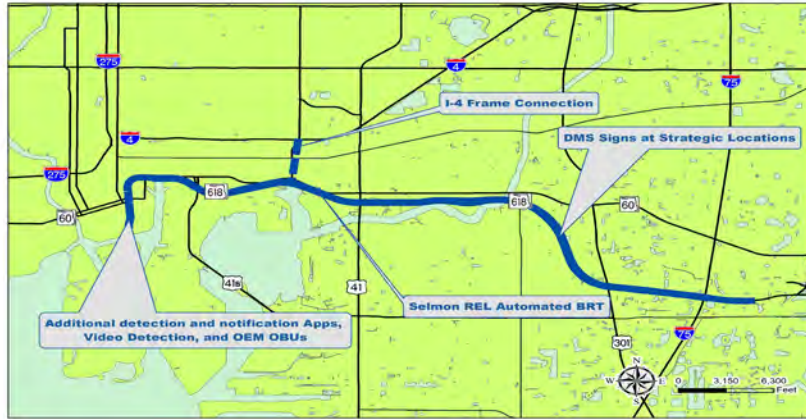 275
4
I-4 Frame Connection
75
4
DMS Signs at Strategic Locations
275
60
618
618
60
41a
41
Selmon REL Automated BRT
Additional detection and notification Apps,
Video Detection, and OEM OBUs
301
75
N
W E
S
0 3,150 6,300
Feet